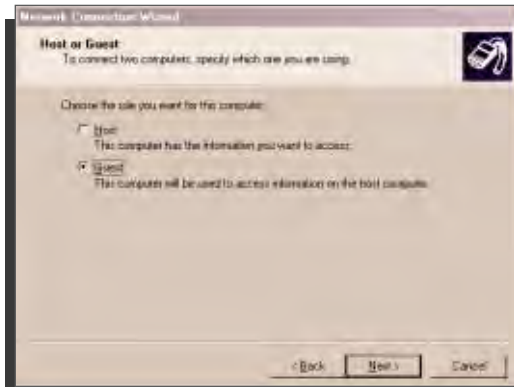 Network Connection Wizard
Host or Guest
To connect two computers, specify which one you are using.
Choose the role you want for this computer:
Host
This computer has the information you want to access.
Guest
This computer will be used to access information on the host computer.
< Back
Next >
Cancel